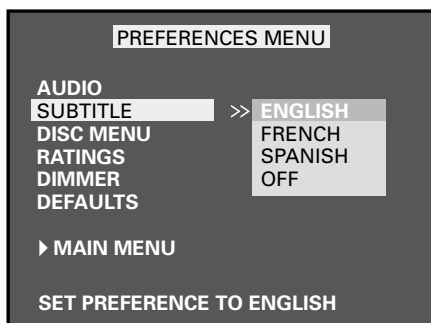 PREFERENCES MENU
AUDIO
SUBTITLE >> ENGLISH
DISC MENU FRENCH
RATINGS SPANISH
DIMMER OFF
DEFAULTS
MAIN MENU
SET PREFERENCE TO ENGLISH